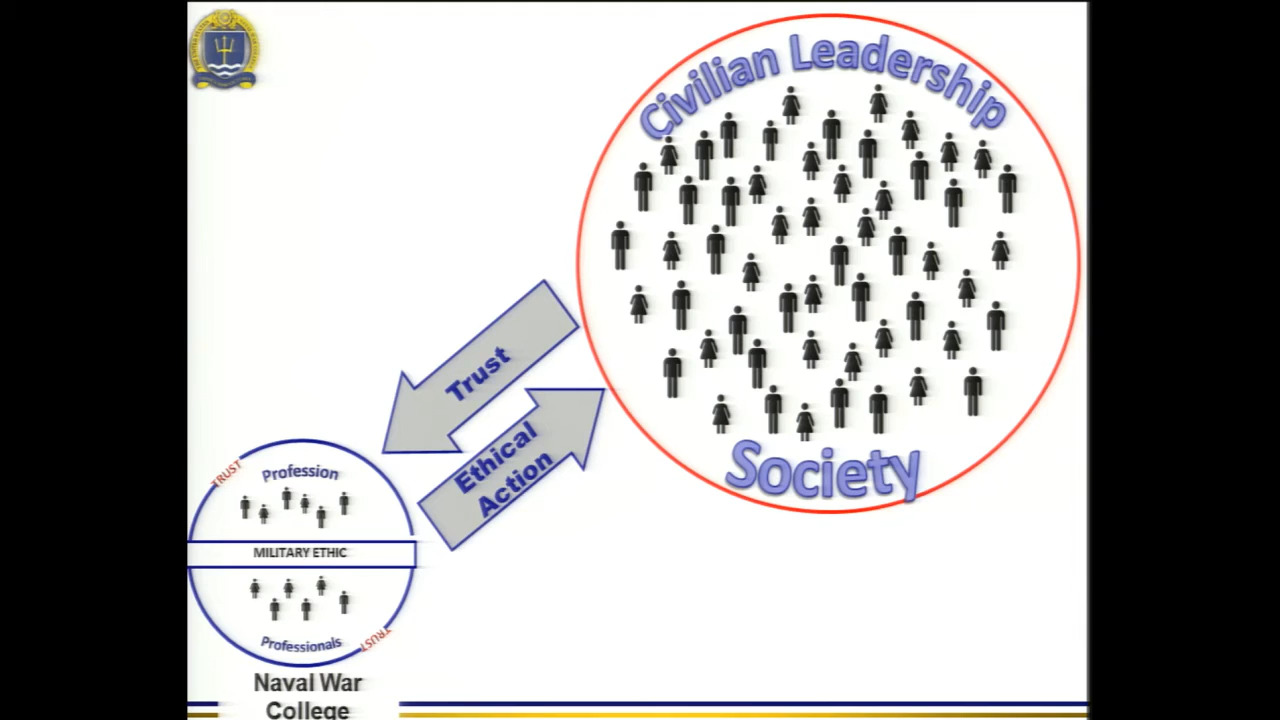 Civilian Leadership
Society
Trust
Ethical
Action
TRUST
Profession
MILITARY ETHIC
Professionals
TRUST
Naval War
College